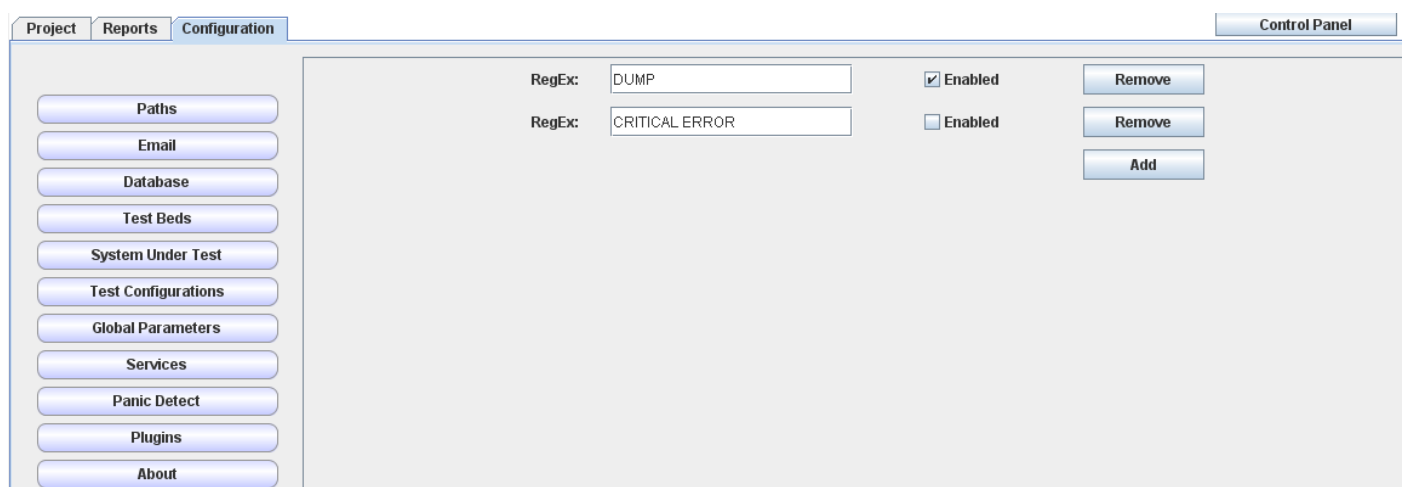 Project Reports Configuration Control Panel
RegEx: DUMP Enabled Remove
RegEx: CRITICAL ERROR Enabled Remove
Add
Paths
Email
Database
Test Beds
System Under Test
Test Configurations
Global Parameters
Services
Panic Detect
Plugins
About